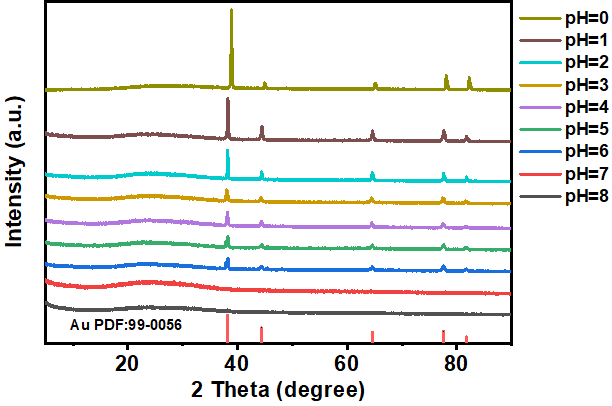 pH=0
pH=1
pH=2
pH=3
pH=4
pH=5
pH=6
pH=7
pH=8
Intensity (a.u.)
Au PDF:99-0056
20 40 60 80
2 Theta (degree)